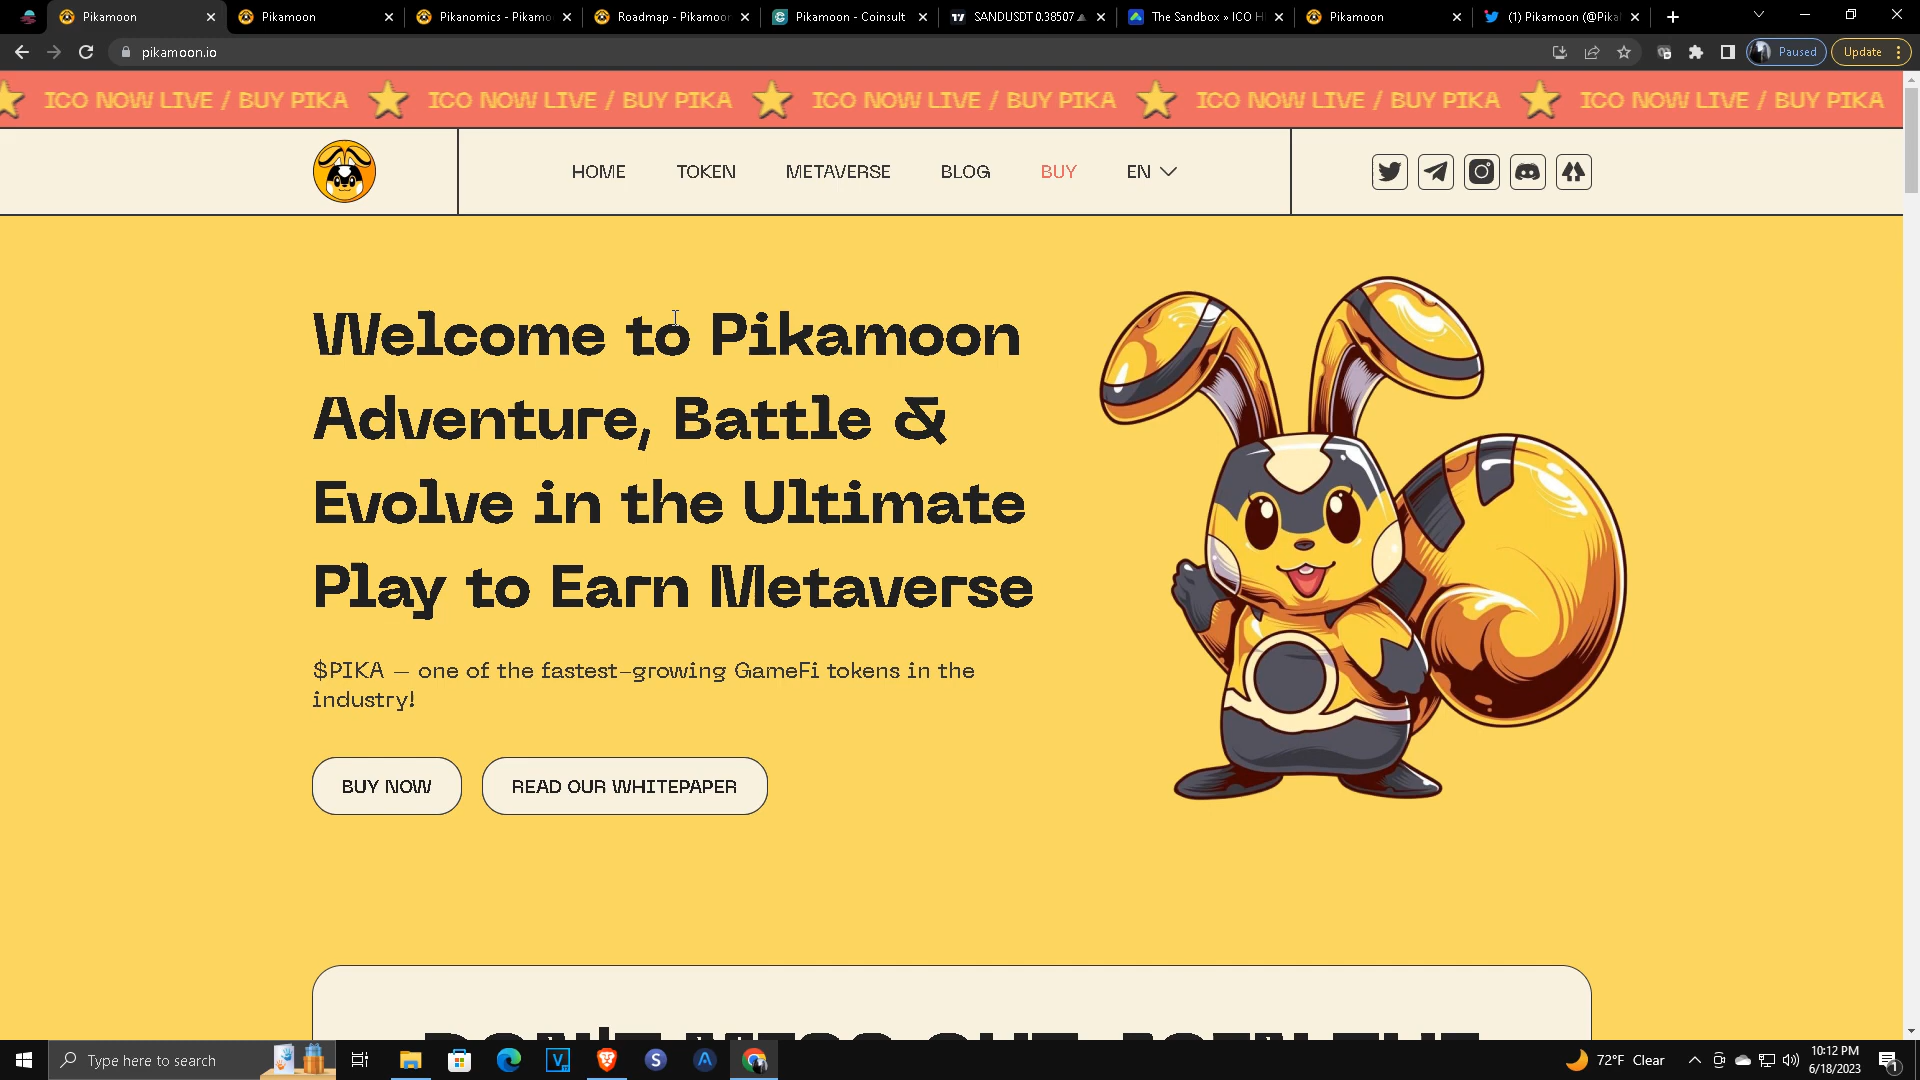 Pikamoon
Pikamoon
Pikanomics - Pikamo
Roadmap - Pikamoon
Pikamoon - Coinsult
SANDUSDT 0.38507
The Sandbox » ICO H
Pikamoon
(1) Pikamoon (@Pika
pikamoon.io
Paused
Update
ICO NOW LIVE / BUY PIKA
ICO NOW LIVE / BUY PIKA
ICO NOW LIVE / BUY PIKA
ICO NOW LIVE / BUY PIKA
ICO NOW LIVE / BUY PIKA
HOME
TOKEN
METAVERSE
BLOG
BUY
EN
Welcome to Pikamoon
Adventure, Battle &
Evolve in the Ultimate
Play to Earn Metaverse
$PIKA – one of the fastest-growing GameFi tokens in the
industry!
BUY NOW
READ OUR WHITEPAPER
Type here to search
72°F Clear
10:12 PM
6/18/2023